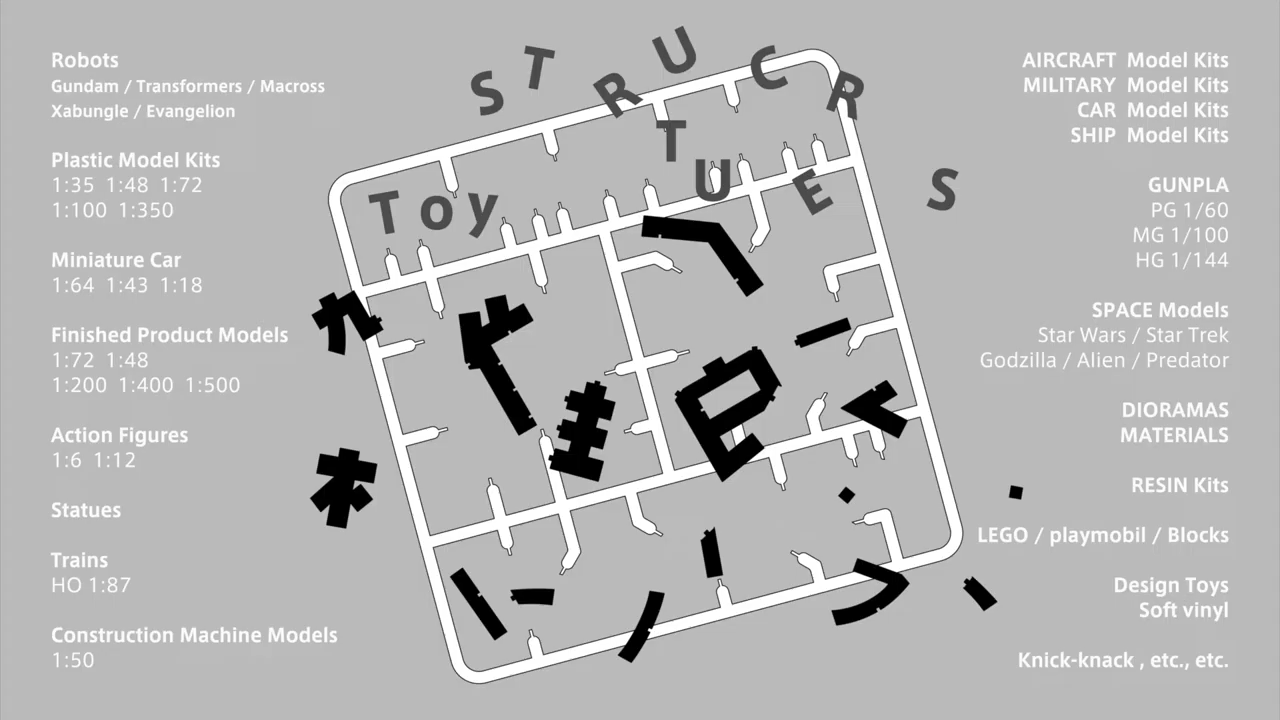 Toy STRUCTURES
Robots
Gundam / Transformers / Macross
Xabungle / Evangelion
Plastic Model Kits
1:35 1:48 1:72
1:100 1:350
Miniature Car
1:64 1:43 1:18
Finished Product Models
1:72 1:48
1:200 1:400 1:500
Action Figures
1:6 1:12
Statues
Trains
HO 1:87
Construction Machine Models
1:50
AIRCRAFT Model Kits
MILITARY Model Kits
CAR Model Kits
SHIP Model Kits
GUNPLA
PG 1/60
MG 1/100
HG 1/144
SPACE Models
Star Wars / Star Trek
Godzilla / Alien / Predator
DIORAMAS
MATERIALS
RESIN Kits
LEGO / playmobil / Blocks
Design Toys
Soft vinyl
Knick-knack , etc., etc.